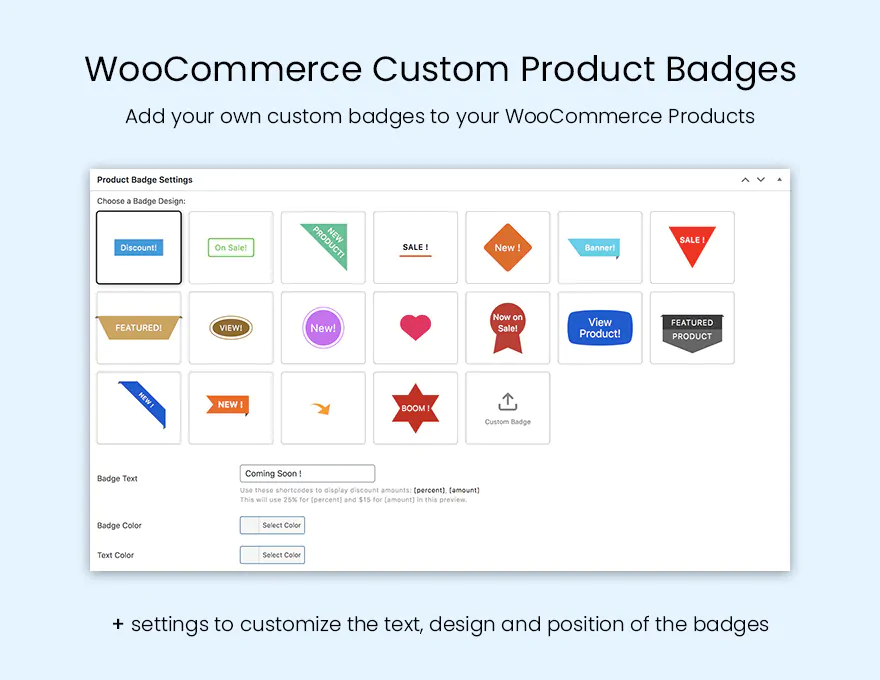 WooCommerce Custom Product Badges
Add your own custom badges to your WooCommerce Products
Product Badge Settings
Choose a Badge Design:
Discount!
On Sale!
NEW
PRODUCT!
SALE !
New !
Banner!
SALE !
FEATURED!
VIEW!
New!
Now on
Sale!
View
Product!
FEATURED
PRODUCT
NEW !
NEW !
BOOM !
Custom Badge
Badge Text
Coming Soon !
Use these shortcodes to display discount amounts: [percent], [amount]
This will use 25% for [percent] and $15 for [amount] in this preview.
Badge Color
Select Color
Text Color
Select Color
+ settings to customize the text, design and position of the badges